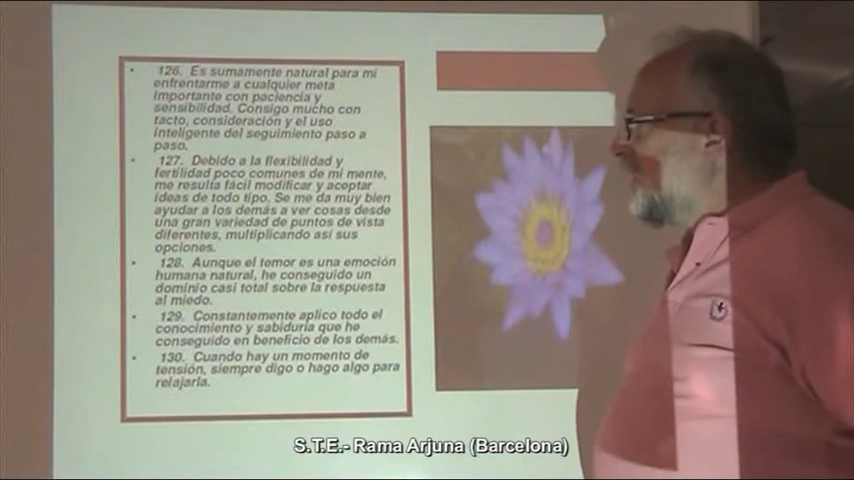 126. Es sumamente natural para mí
enfrentarme a cualquier meta
importante con paciencia y
sensibilidad. Consigo mucho con
tacto, consideración y el uso
inteligente del seguimiento paso a
paso.
127. Debido a la flexibilidad y
fertilidad poco comunes de mi mente,
me resulta fácil modificar y aceptar
ideas de todo tipo. Se me da muy bien
ayudar a los demás a ver cosas desde
una gran variedad de puntos de vista
diferentes, multiplicando así sus
opciones.
128. Aunque el temor es una emoción
humana natural, he conseguido un
dominio casi total sobre la respuesta
al miedo.
129. Constantemente aplico todo el
conocimiento y sabiduría que he
conseguido en beneficio de los demás.
130. Cuando hay un momento de
tensión, siempre digo o hago algo para
relajarla.
S.T.E.- Rama Arjuna (Barcelona)